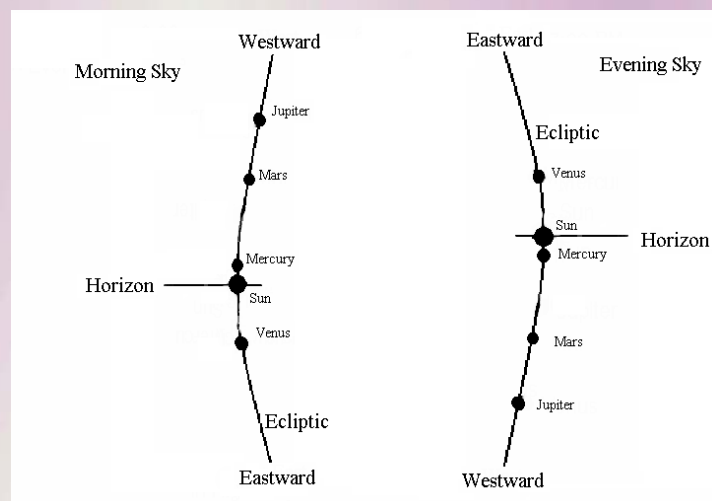 Westward
Morning Sky
Jupiter
Mars
Mercury
Horizon
Sun
Venus
Ecliptic
Eastward
Eastward
Evening Sky
Ecliptic
Venus
Sun
Horizon
Mercury
Mars
Jupiter
Westward